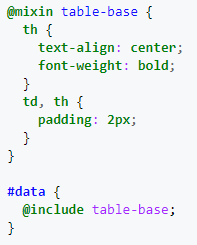 @mixin table-base {
  th {
    text-align: center;
    font-weight: bold;
  }
  td, th {
    padding: 2px;
  }
}

#data {
  @include table-base;
}